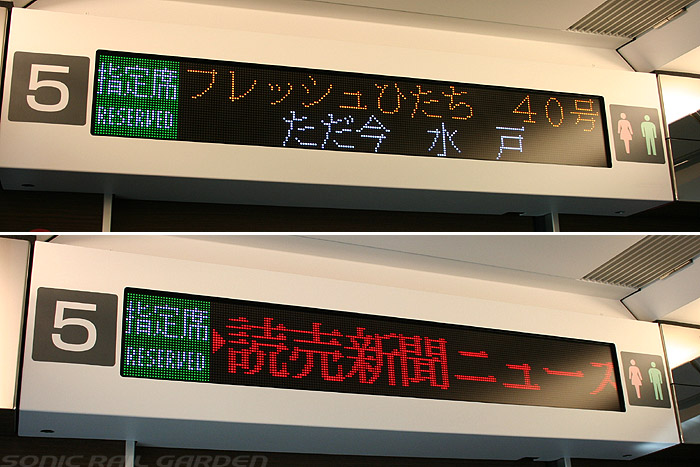 5
指定席
RESERVED
フレッシュひたち 40号
ただ今 水 戸
5
指定席
RESERVED
読売新聞ニュース
SONIC RAIL GARDEN